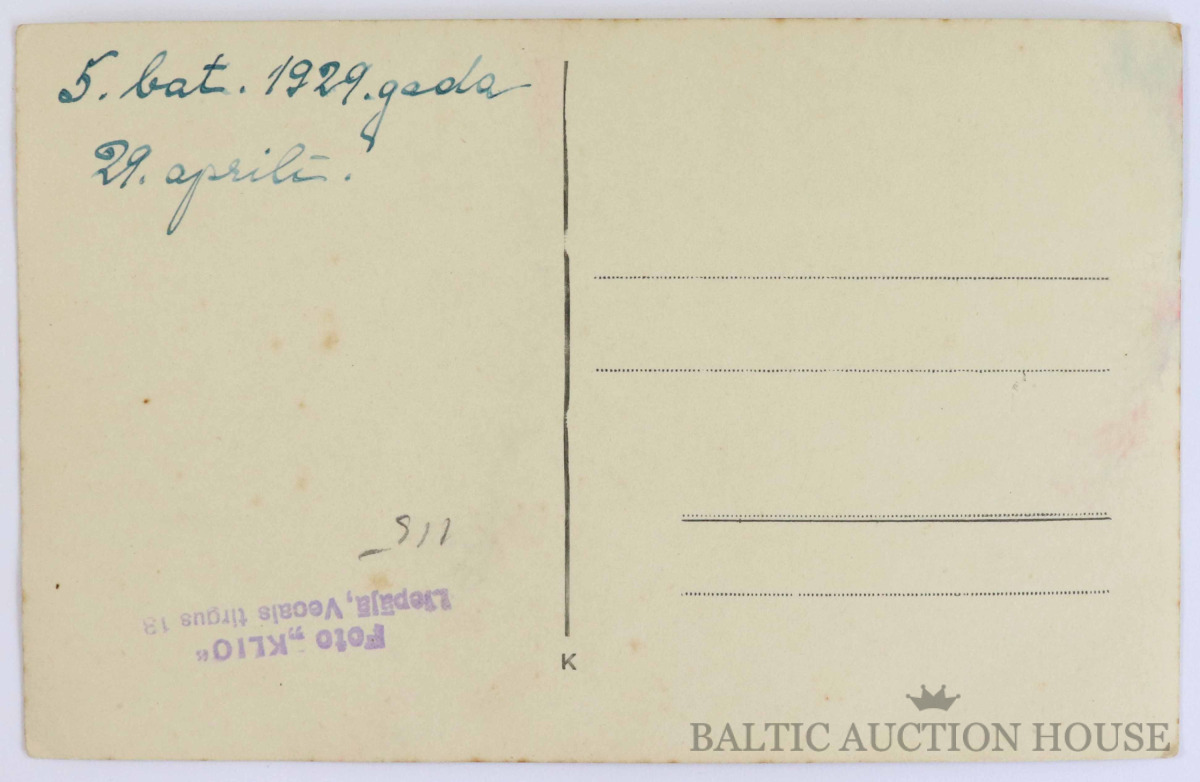 5. bat. 1929. gada
29. aprilī.
115
Foto „KLIO“
Liepājā, Vecais tirgus 13
K
BALTIC AUCTION HOUSE